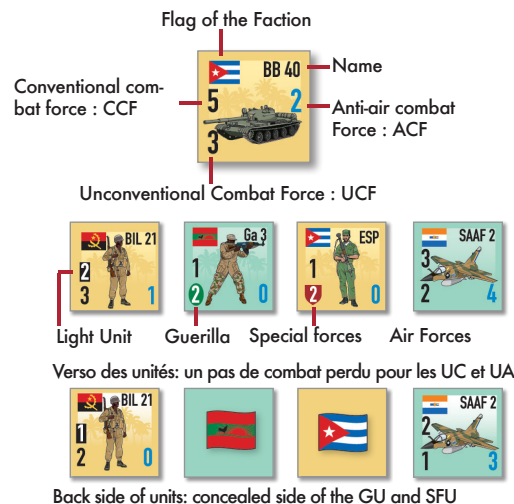 Flag of the Faction
BB 40
Name
Conventional com-
bat force : CCF
5
2
Anti-air combat
Force : ACF
3
Unconventional Combat Force : UCF
BIL 21
2
3
1
Ga 3
1
2
0
ESP
1
2
0
SAAF 2
3
2
4
Light Unit
Guerilla
Special forces
Air Forces
Verso des unités: un pas de combat perdu pour les UC et UA
BIL 21
1
2
0
SAAF 2
2
1
3
Back side of units: concealed side of the GU and SFU